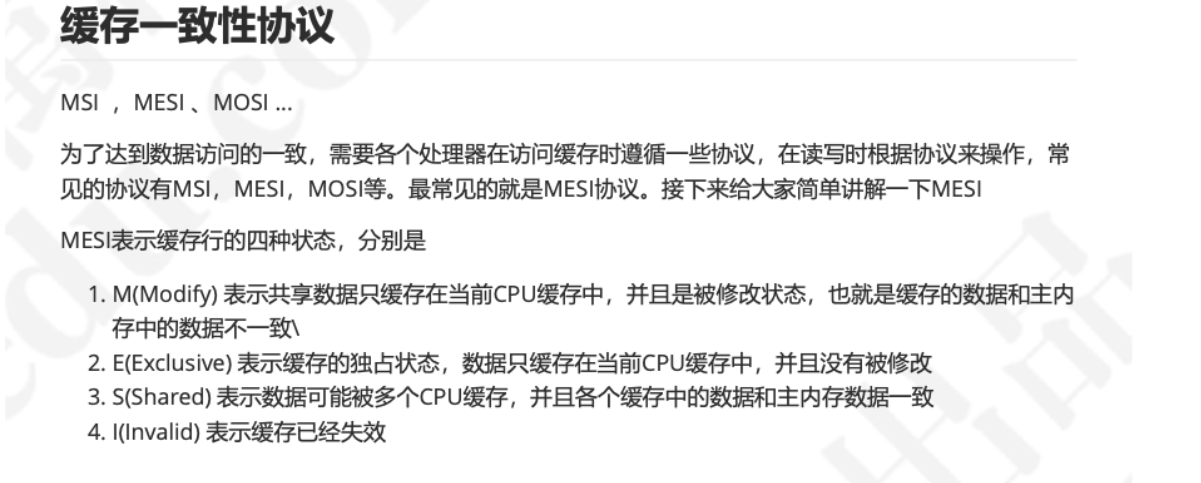 缓存一致性协议
MSI ，MESI 、MOSI ...
为了达到数据访问的一致，需要各个处理器在访问缓存时遵循一些协议，在读写时根据协议来操作，常
见的协议有MSI，MESI，MOSI等。最常见的就是MESI协议。接下来给大家简单讲解一下MESI
MESI表示缓存行的四种状态，分别是
1. M(Modify) 表示共享数据只缓存在当前CPU缓存中，并且是被修改状态，也就是缓存的数据和主内
存中的数据不一致\
2. E(Exclusive) 表示缓存的独占状态，数据只缓存在当前CPU缓存中，并且没有被修改
3. S(Shared) 表示数据可能被多个CPU缓存，并且各个缓存中的数据和主内存数据一致
4. I(Invalid) 表示缓存已经失效